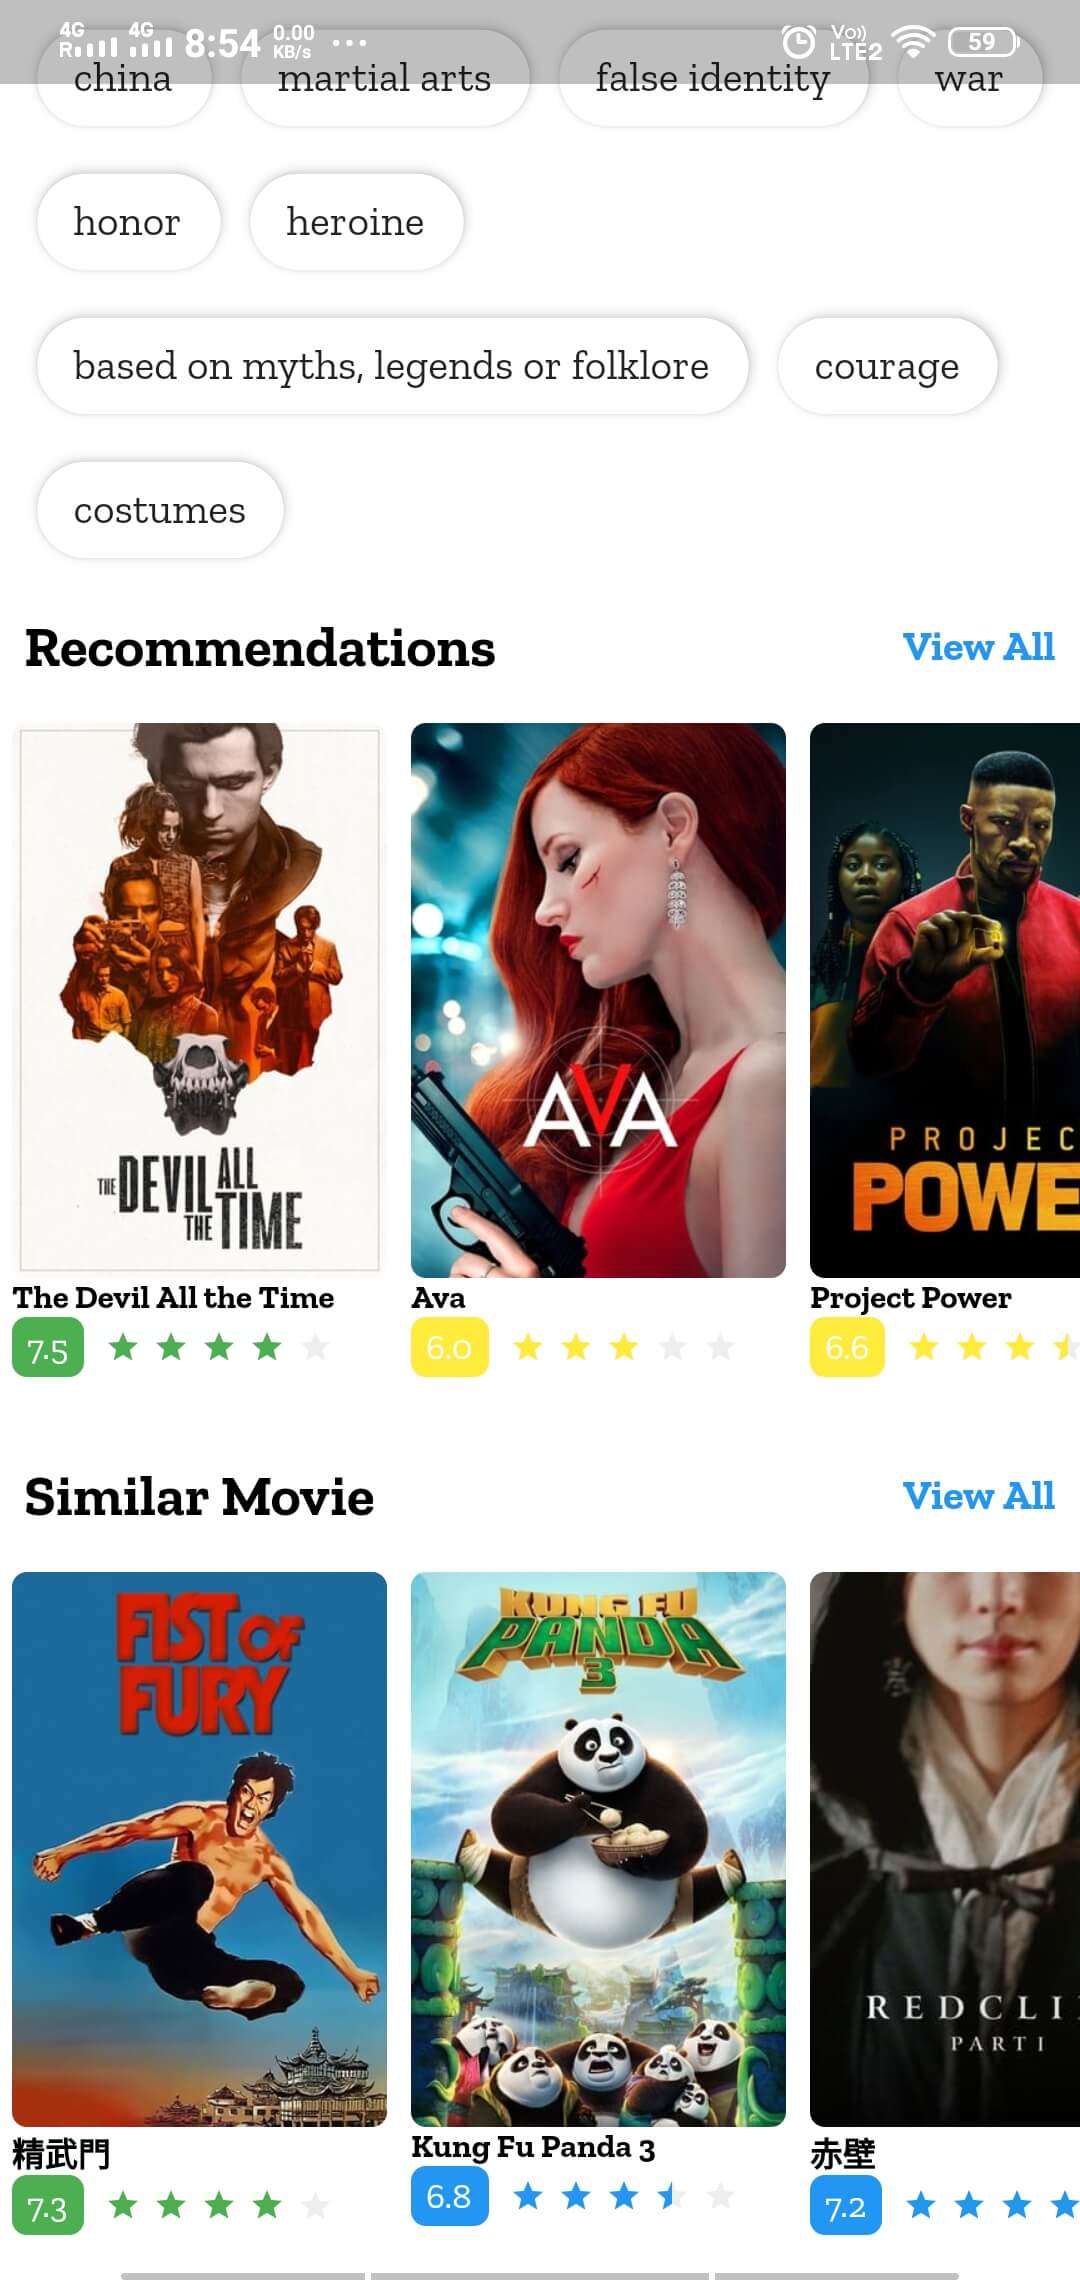 4G 4G 8:54 0.00 KB/s ... Vo)) LTE2 59
R
china martial arts false identity war
honor heroine
based on myths, legends or folklore courage
costumes
Recommendations View All
THE DEVIL ALL
THE TIME
AVA
PROJEC
POWE
The Devil All the Time Ava Project Power
7.5 6.0 6.6
Similar Movie View All
FIST OF
FURY
KUNG FU
PANDA
3
REDCLI
PART I
精武門 Kung Fu Panda 3 赤壁
7.3 6.8 7.2